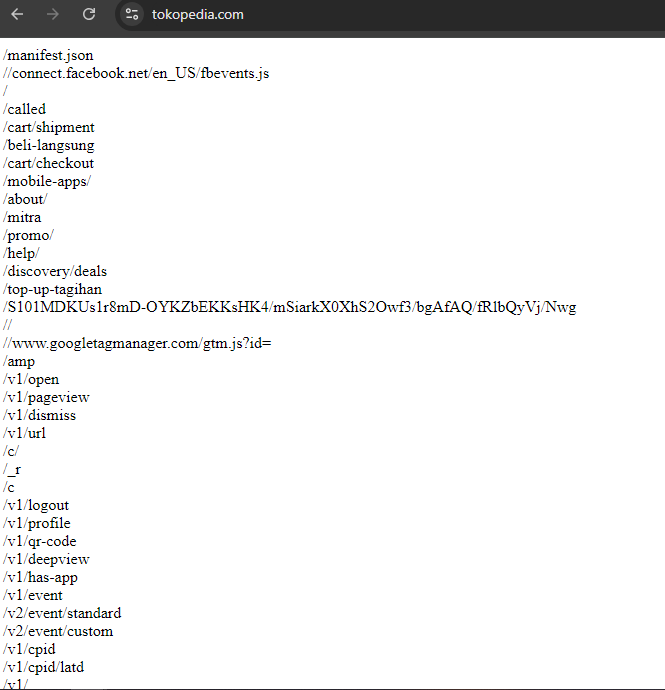 tokopedia.com
/manifest.json
//connect.facebook.net/en_US/fbevents.js
/
/called
/cart/shipment
/beli-langsung
/cart/checkout
/mobile-apps/
/about/
/mitra
/promo/
/help/
/discovery/deals
/top-up-tagihan
/S101MDKUs1r8mD-OYKZbEKKsHK4/mSiarkX0XhS2Owf3/bgAfAQ/fRlbQyVj/Nwg
//
//www.googletagmanager.com/gtm.js?id=
/amp
/v1/open
/v1/pageview
/v1/dismiss
/v1/url
/c/
/_r
/c
/v1/logout
/v1/profile
/v1/qr-code
/v1/deepview
/v1/has-app
/v1/event
/v2/event/standard
/v2/event/custom
/v1/cpid
/v1/cpid/latd
/v1/